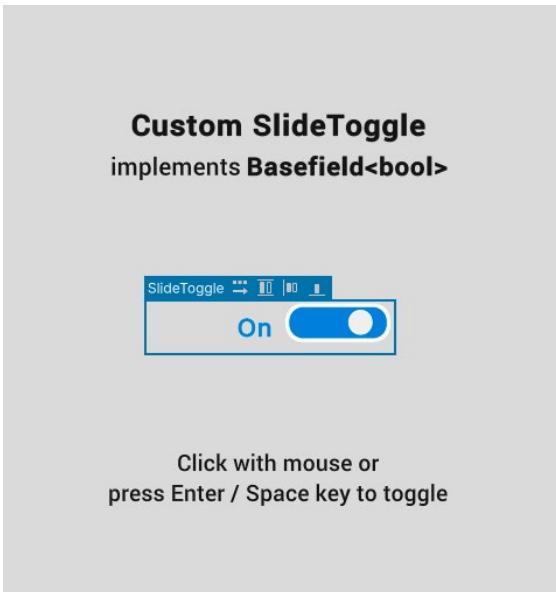 Custom SlideToggle
implements Basefield<bool>
SlideToggle
On
Click with mouse or
press Enter / Space key to toggle